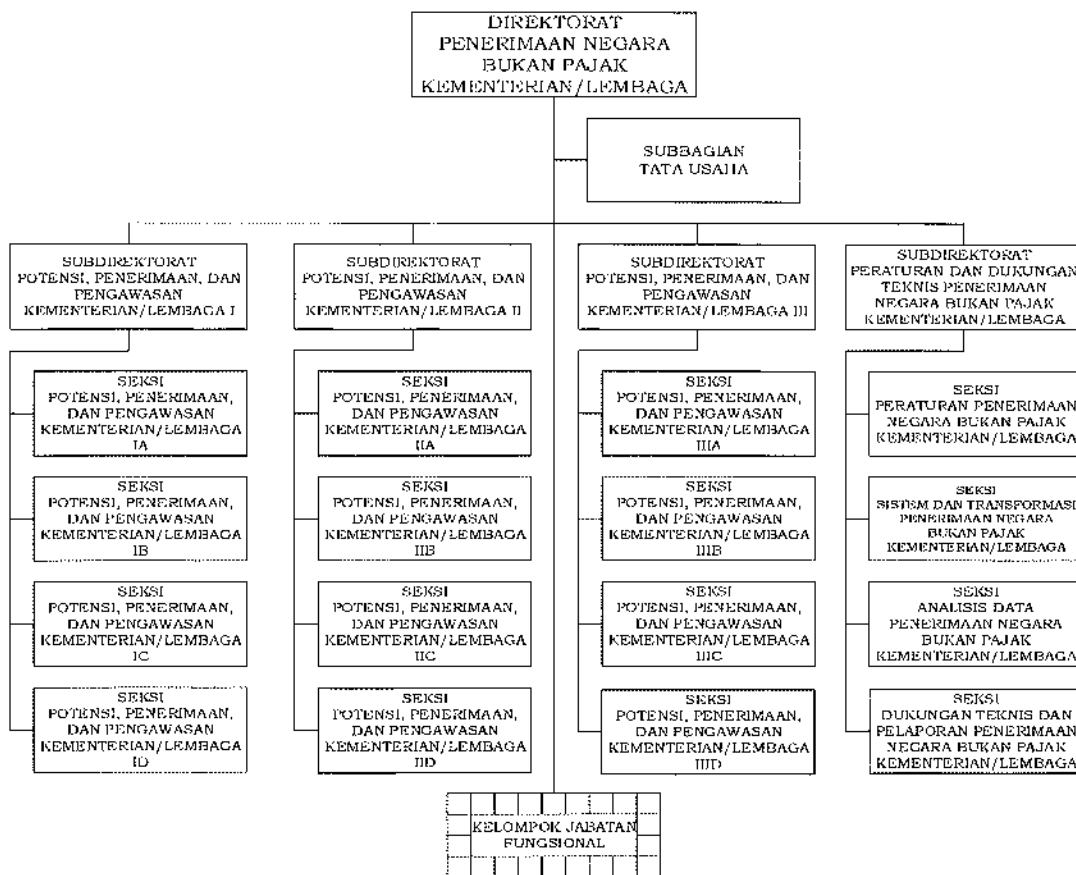 DIREKTORAT
PENERIMAAN NEGARA
BUKAN PAJAK
KEMENTERIAN/LEMBAGA
SUBBAGIAN
TATA USAHA
SUBDIREKTORAT
POTENSI, PENERIMAAN, DAN
PENGAWASAN
KEMENTERIAN/LEMBAGA I
SUBDIREKTORAT
POTENSI, PENERIMAAN, DAN
PENGAWASAN
KEMENTERIAN/LEMBAGA II
SUBDIREKTORAT
POTENSI, PENERIMAAN, DAN
PENGAWASAN
KEMENTERIAN/LEMBAGA III
SUBDIREKTORAT
PERATURAN DAN DUKUNGAN
TEKNIS PENERIMAAN
NEGARA BUKAN PAJAK
KEMENTERIAN/LEMBAGA
SEKSI
POTENSI, PENERIMAAN,
DAN PENGAWASAN
KEMENTERIAN/LEMBAGA
IA
SEKSI
POTENSI, PENERIMAAN,
DAN PENGAWASAN
KEMENTERIAN/LEMBAGA
IIA
SEKSI
POTENSI, PENERIMAAN,
DAN PENGAWASAN
KEMENTERIAN/LEMBAGA
IIIA
SEKSI
PERATURAN PENERIMAAN
NEGARA BUKAN PAJAK
KEMENTERIAN/LEMBAGA
SEKSI
POTENSI, PENERIMAAN,
DAN PENGAWASAN
KEMENTERIAN/LEMBAGA
IB
SEKSI
POTENSI, PENERIMAAN,
DAN PENGAWASAN
KEMENTERIAN/LEMBAGA
IIB
SEKSI
POTENSI, PENERIMAAN,
DAN PENGAWASAN
KEMENTERIAN/LEMBAGA
IIIB
SEKSI
SISTEM DAN TRANSFORMASI
PENERIMAAN NEGARA
BUKAN PAJAK
KEMENTERIAN/LEMBAGA
SEKSI
POTENSI, PENERIMAAN,
DAN PENGAWASAN
KEMENTERIAN/LEMBAGA
IC
SEKSI
POTENSI, PENERIMAAN,
DAN PENGAWASAN
KEMENTERIAN/LEMBAGA
IIC
SEKSI
POTENSI, PENERIMAAN,
DAN PENGAWASAN
KEMENTERIAN/LEMBAGA
IIIC
SEKSI
ANALISIS DATA
PENERIMAAN NEGARA
BUKAN PAJAK
KEMENTERIAN/LEMBAGA
SEKSI
POTENSI, PENERIMAAN,
DAN PENGAWASAN
KEMENTERIAN/LEMBAGA
ID
SEKSI
POTENSI, PENERIMAAN,
DAN PENGAWASAN
KEMENTERIAN/LEMBAGA
IID
SEKSI
POTENSI, PENERIMAAN,
DAN PENGAWASAN
KEMENTERIAN/LEMBAGA
IIID
SEKSI
DUKUNGAN TEKNIS DAN
PELAPORAN PENERIMAAN
NEGARA BUKAN PAJAK
KEMENTERIAN/LEMBAGA
KELOMPOK JABATAN
FUNGSIONAL